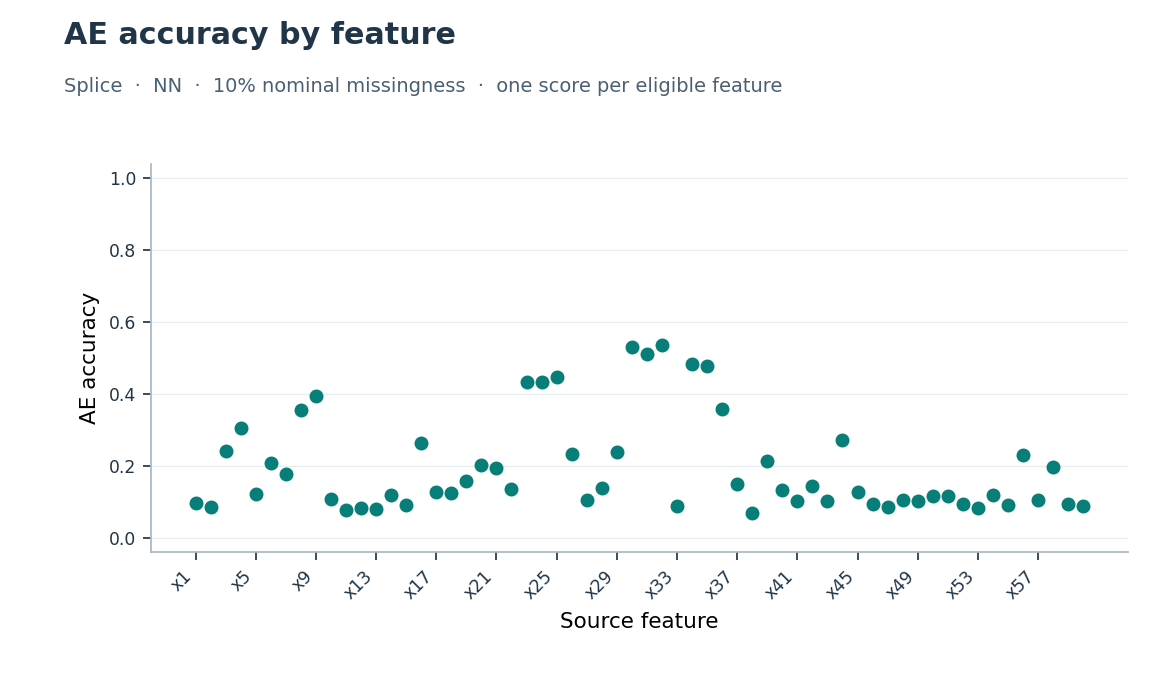 AE accuracy by feature
Splice · NN · 10% nominal missingness · one score per eligible feature
1.0
0.8
0.6
0.4
0.2
0.0
AE accuracy
x1 x5 x9 x13 x17 x21 x25 x29 x33 x37 x41 x45 x49 x53 x57
Source feature